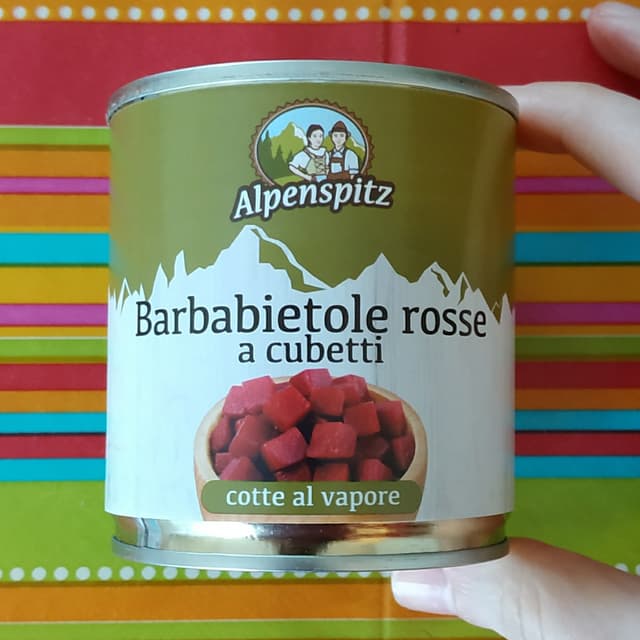 Alpenspitz
Barbabietole rosse
a cubetti
cotte al vapore